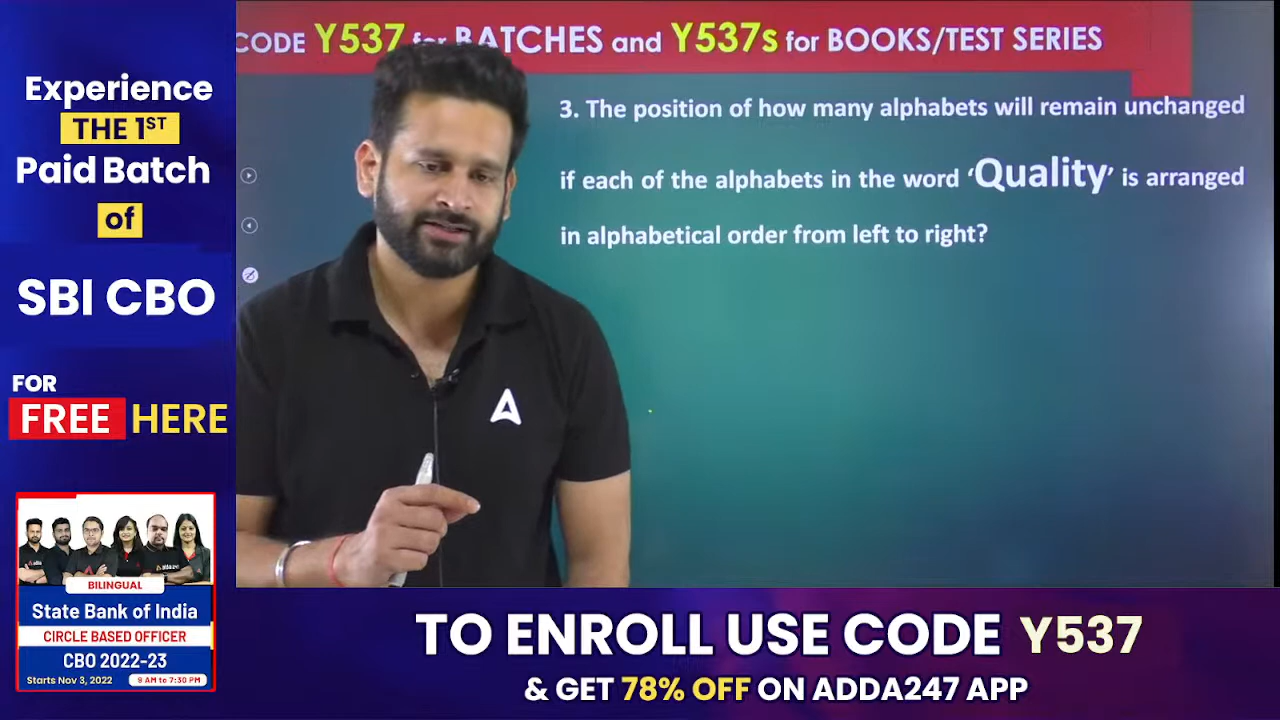 CODE Y537 for BATCHES and Y537s for BOOKS/TEST SERIES
Experience
THE 1ST
Paid Batch
of
SBI CBO
FOR
FREE HERE
BILINGUAL
State Bank of India
CIRCLE BASED OFFICER
CBO 2022-23
Starts Nov 3, 2022 9 AM to 7:30 PM
3. The position of how many alphabets will remain unchanged
if each of the alphabets in the word ‘Quality’ is arranged
in alphabetical order from left to right?
TO ENROLL USE CODE Y537
& GET 78% OFF ON ADDA247 APP